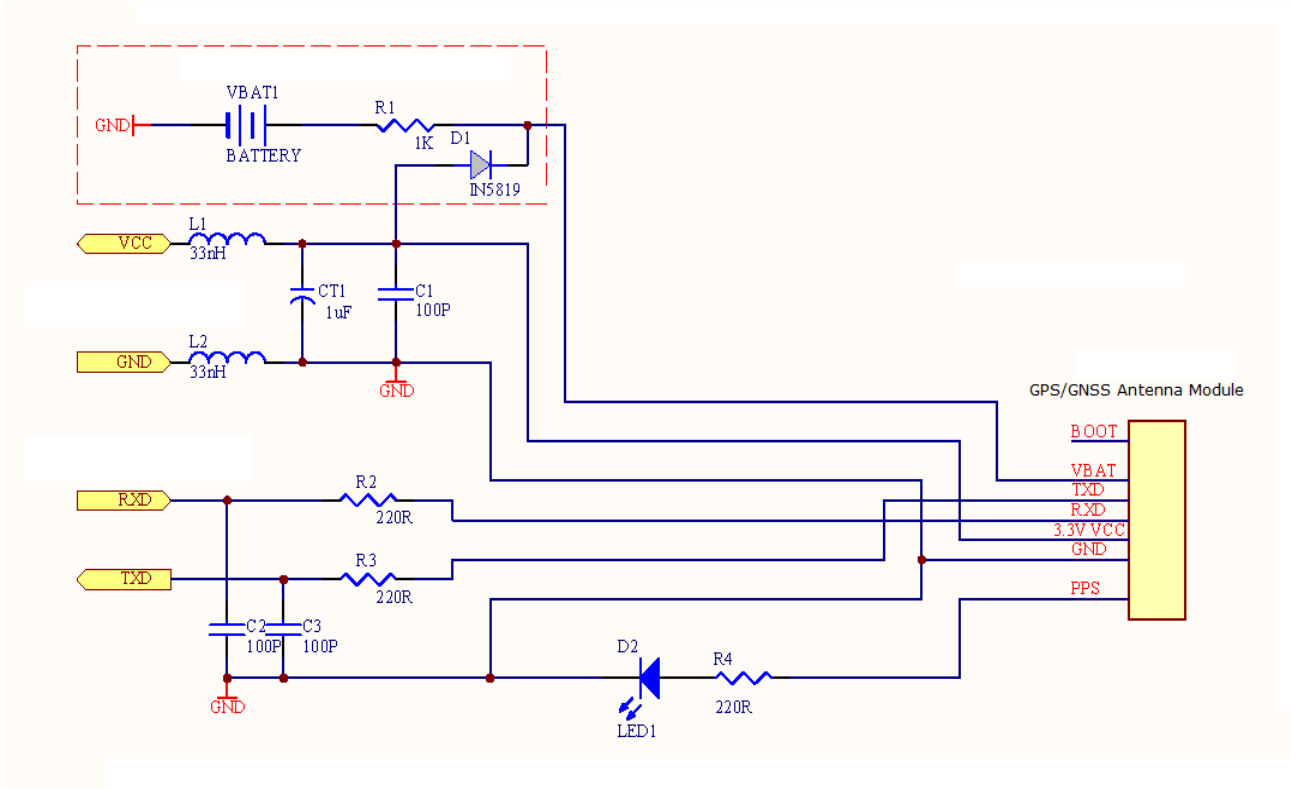 VBAT1
GND
BATTERY
R1
1K
D1
IN5819
L1
VCC
33nH
CT1
1uF
C1
100P
L2
GND
33nH
GND
GPS/GNSS Antenna Module
BOOT
VBAT
TXD
RXD
3.3V VCC
GND
PPS
RXD
R2
220R
TXD
R3
220R
C2
100P
C3
100P
GND
D2
LED1
R4
220R